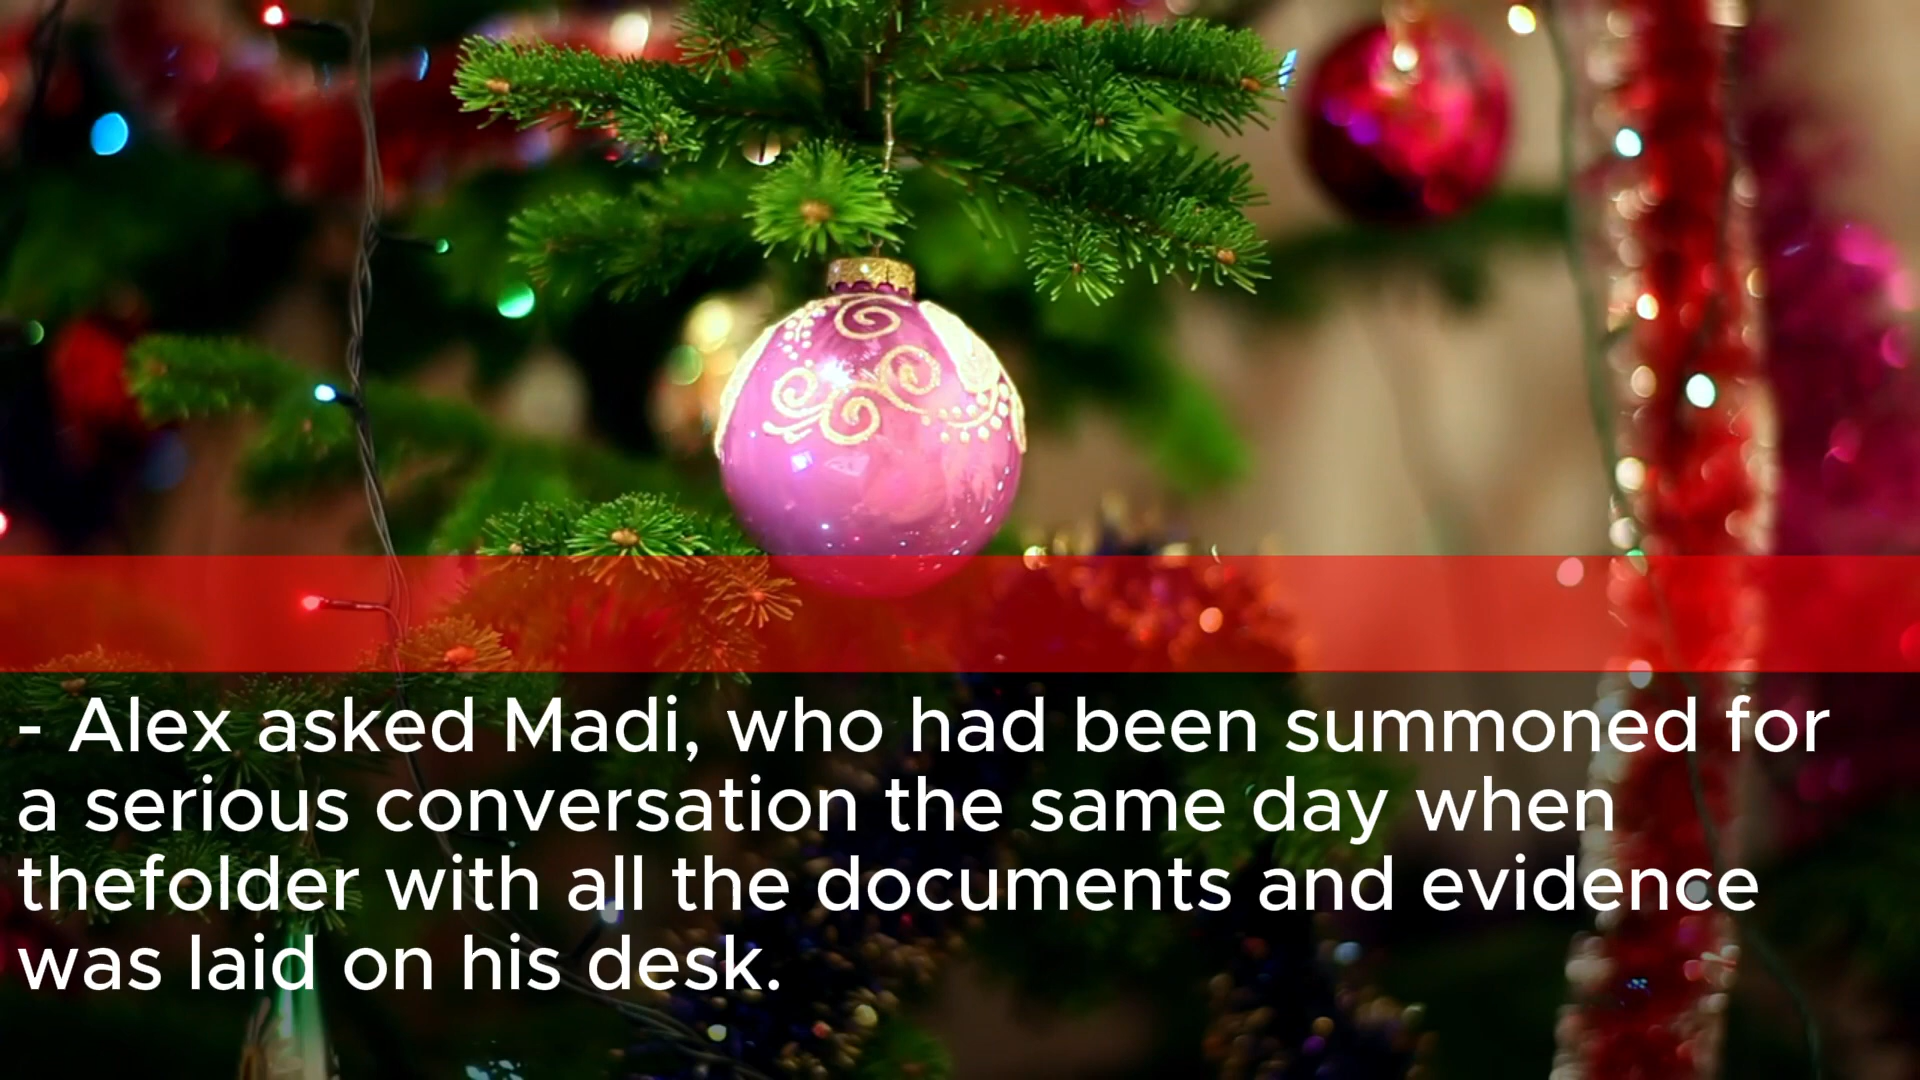 - Alex asked Madi, who had been summoned for
a serious conversation the same day when
thefolder with all the documents and evidence
was laid on his desk.